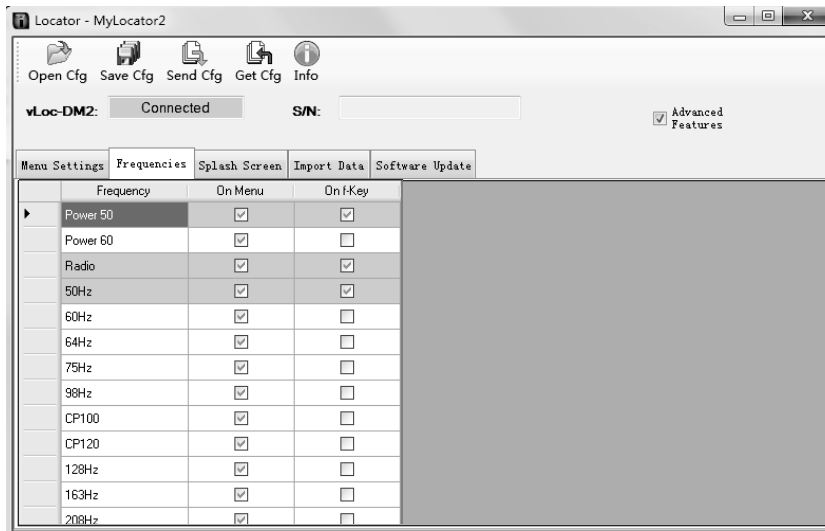 Locator - MyLocator2
Open Cfg Save Cfg Send Cfg Get Cfg Info
vLoc-DM2: Connected S/N: Advanced
Features
Menu Settings Frequencies Splash Screen Import Data Software Update
Frequency On Menu On f-Key
Power 50
Power 60
Radio
50Hz
60Hz
64Hz
75Hz
98Hz
CP100
CP120
128Hz
163Hz
208Hz